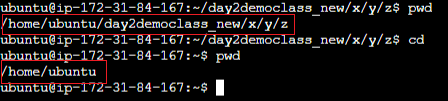 ubuntu@ip-172-31-84-167:~/day2democlass_new/x/y/z$ pwd
/home/ubuntu/day2democlass_new/x/y/z
ubuntu@ip-172-31-84-167:~/day2democlass_new/x/y/z$ cd
ubuntu@ip-172-31-84-167:~$ pwd
/home/ubuntu
ubuntu@ip-172-31-84-167:~$